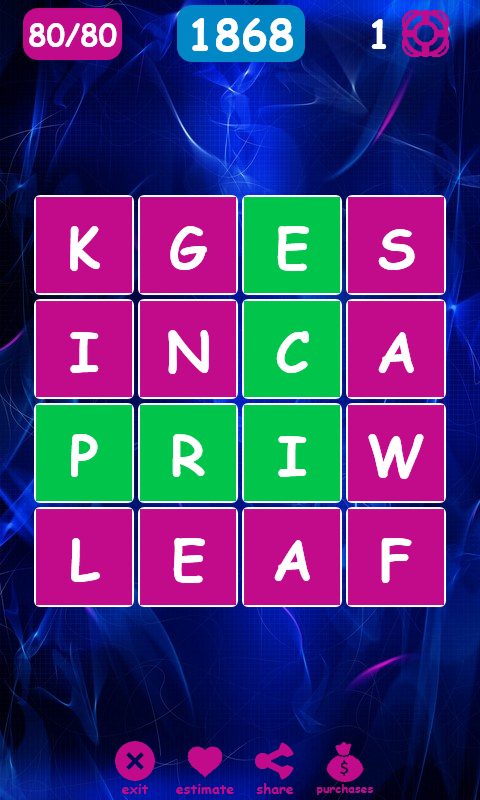 80/80 1868 1
K G E S
I N C A
P R I W
L E A F
$
exit estimate share purchases